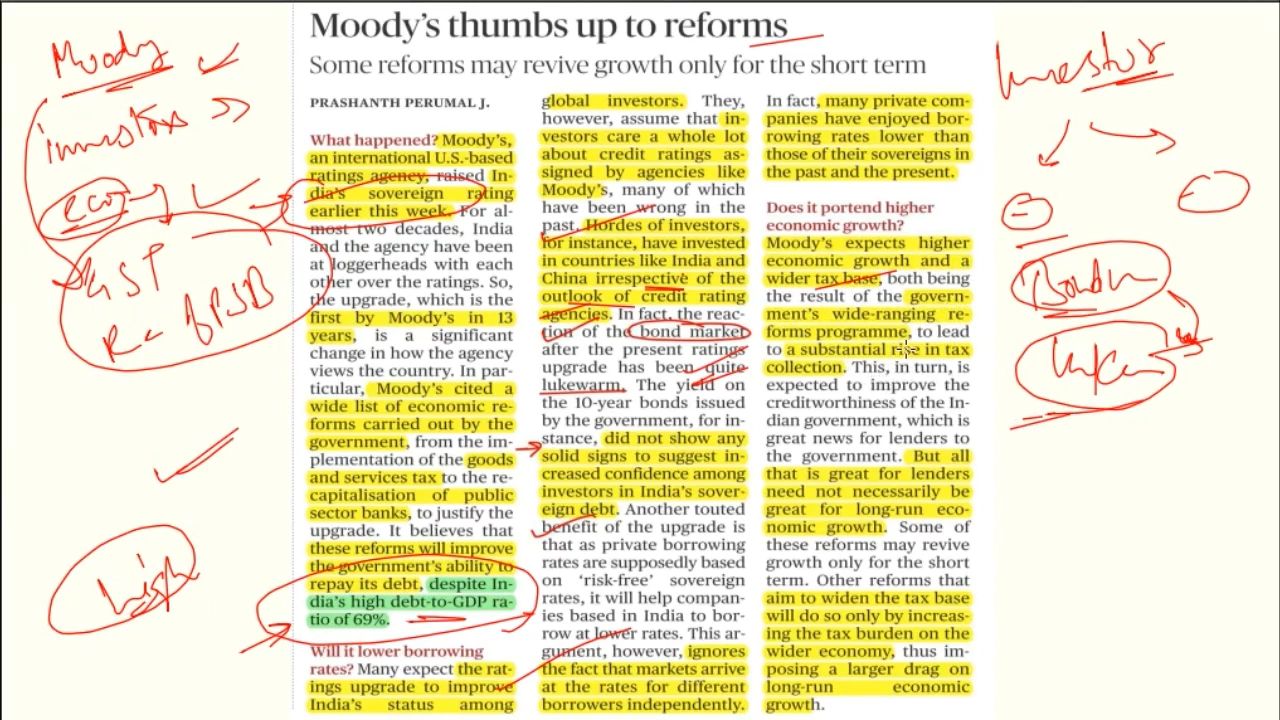 Moody's thumbs up to reforms
Some reforms may revive growth only for the short term
PRASHANTH PERUMAL J.
What happened? Moody's,
an international U.S.-based
ratings agency, raised In-
dia's sovereign rating
earlier this week. For al-
most two decades, India
and the agency have been
at loggerheads with each
other over the ratings. So,
the upgrade, which is the
first by Moody's in 13
years, is a significant
change in how the agency
views the country. In par-
ticular, Moody's cited a
wide list of economic re-
forms carried out by the
government, from the im-
plementation of the goods
and services tax to the re-
capitalisation of public
sector banks, to justify the
upgrade. It believes that
these reforms will improve
the government's ability to
repay its debt, despite In-
dia's high debt-to-GDP ra-
tio of 69%.
Will it lower borrowing
rates? Many expect the rat-
ings upgrade to improve
India's status among
global investors. They,
however, assume that in-
vestors care a whole lot
about credit ratings as-
signed by agencies like
Moody's, many of which
have been wrong in the
past. Hordes of investors,
for instance, have invested
in countries like India and
China irrespective of the
outlook of credit rating
agencies. In fact, the reac-
tion of the bond market
after the present ratings
upgrade has been quite
lukewarm. The yield on
the 10-year bonds issued
by the government, for in-
stance, did not show any
solid signs to suggest in-
creased confidence among
investors in India's sover-
eign debt. Another touted
benefit of the upgrade is
that as private borrowing
rates are supposedly based
on 'risk-free' sovereign
rates, it will help compan-
ies based in India to bor-
row at lower rates. This ar-
gument, however, ignores
the fact that markets arrive
at the rates for different
borrowers independently.
In fact, many private com-
panies have enjoyed bor-
rowing rates lower than
those of their sovereigns in
the past and the present.
Does it portend higher
economic growth?
Moody's expects higher
economic growth and a
wider tax base, both being
the result of the govern-
ment's wide-ranging re-
forms programme, to lead
to a substantial rise in tax
collection. This, in turn, is
expected to improve the
creditworthiness of the In-
dian government, which is
great news for lenders to
the government. But all
that is great for lenders
need not necessarily be
great for long-run eco-
nomic growth. Some of
these reforms may revive
growth only for the short
term. Other reforms that
aim to widen the tax base
will do so only by increas-
ing the tax burden on the
wider economy, thus im-
posing a larger drag on
long-run economic
growth.
Moody
investors
GST
high
Investor